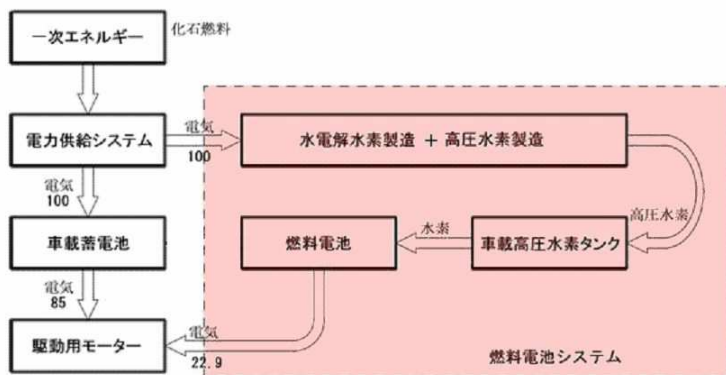 一次エネルギー
化石燃料
電力供給システム
電気
100
水電解水素製造 + 高圧水素製造
電気
100
高圧水素
車載蓄電池
燃料電池
水素
車載高圧水素タンク
電気
85
駆動用モーター
電気
22.9
燃料電池システム